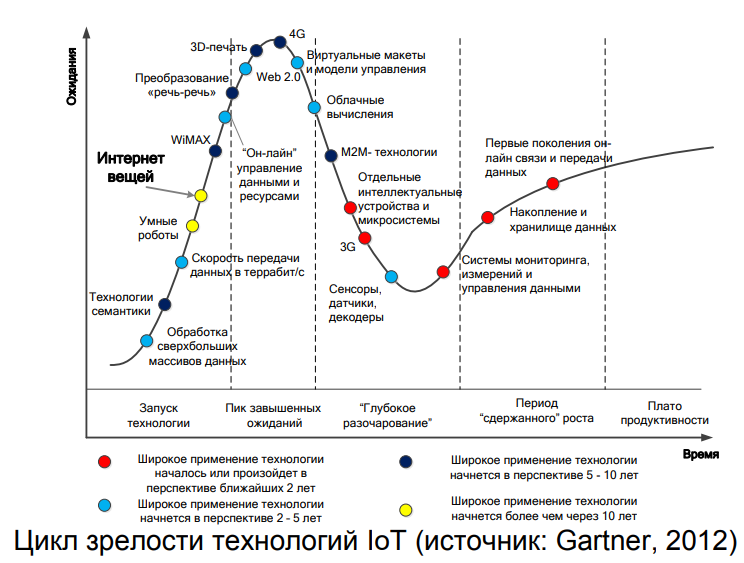 Ожидания
4G
3D-печать
Виртуальные макеты
и модели управления
Web 2.0
Преобразование
«речь-речь»
Облачные
вычисления
WiMAX
"Он-лайн"
управление
данными и
ресурсами
M2M- технологии
Первые поколения он-
лайн связи и передачи
данных
Интернет
вещей
Отдельные
интеллектуальные
устройства и
микросистемы
Умные
роботы
Накопление и
хранилище данных
3G
Скорость передачи
данных в террабит/с
Сенсоры,
датчики,
декодеры
Системы мониторинга,
измерений и
управления данными
Технологии
семантики
Обработка
сверхбольших
массивов данных
Запуск
технологии
Пик завышенных
ожиданий
"Глубокое
разочарование"
Период
"сдержанного" роста
Плато
продуктивности
Время
Широкое применение технологии
началось или произойдет в
перспективе ближайших 2 лет
Широкое применение технологии
начнется в перспективе 5 - 10 лет
Широкое применение технологии
начнется в перспективе 2 - 5 лет
Широкое применение технологии
начнется более чем через 10 лет
Цикл зрелости технологий IoT (источник: Gartner, 2012)